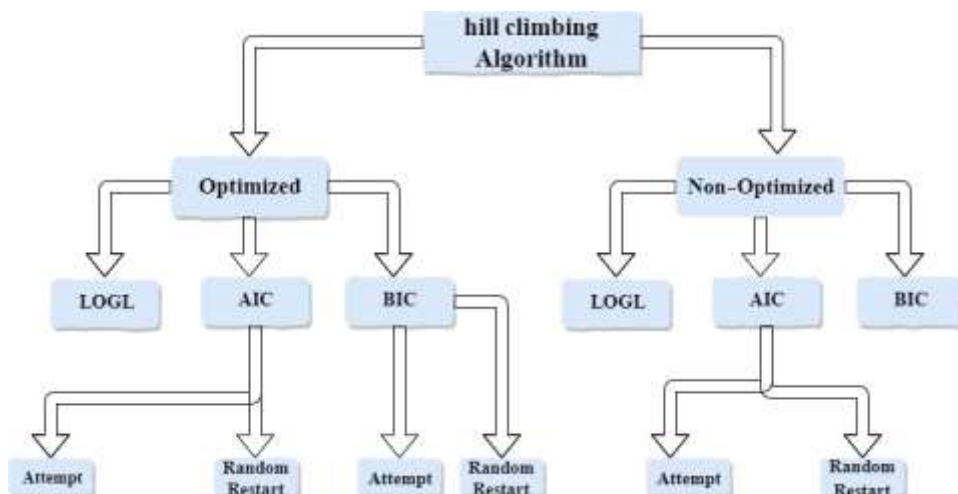 hill climbing
Algorithm
Optimized
Non-Optimized
LOGL
AIC
BIC
LOGL
AIC
BIC
Attempt
Random
Restart
Attempt
Random
Restart
Attempt
Random
Restart